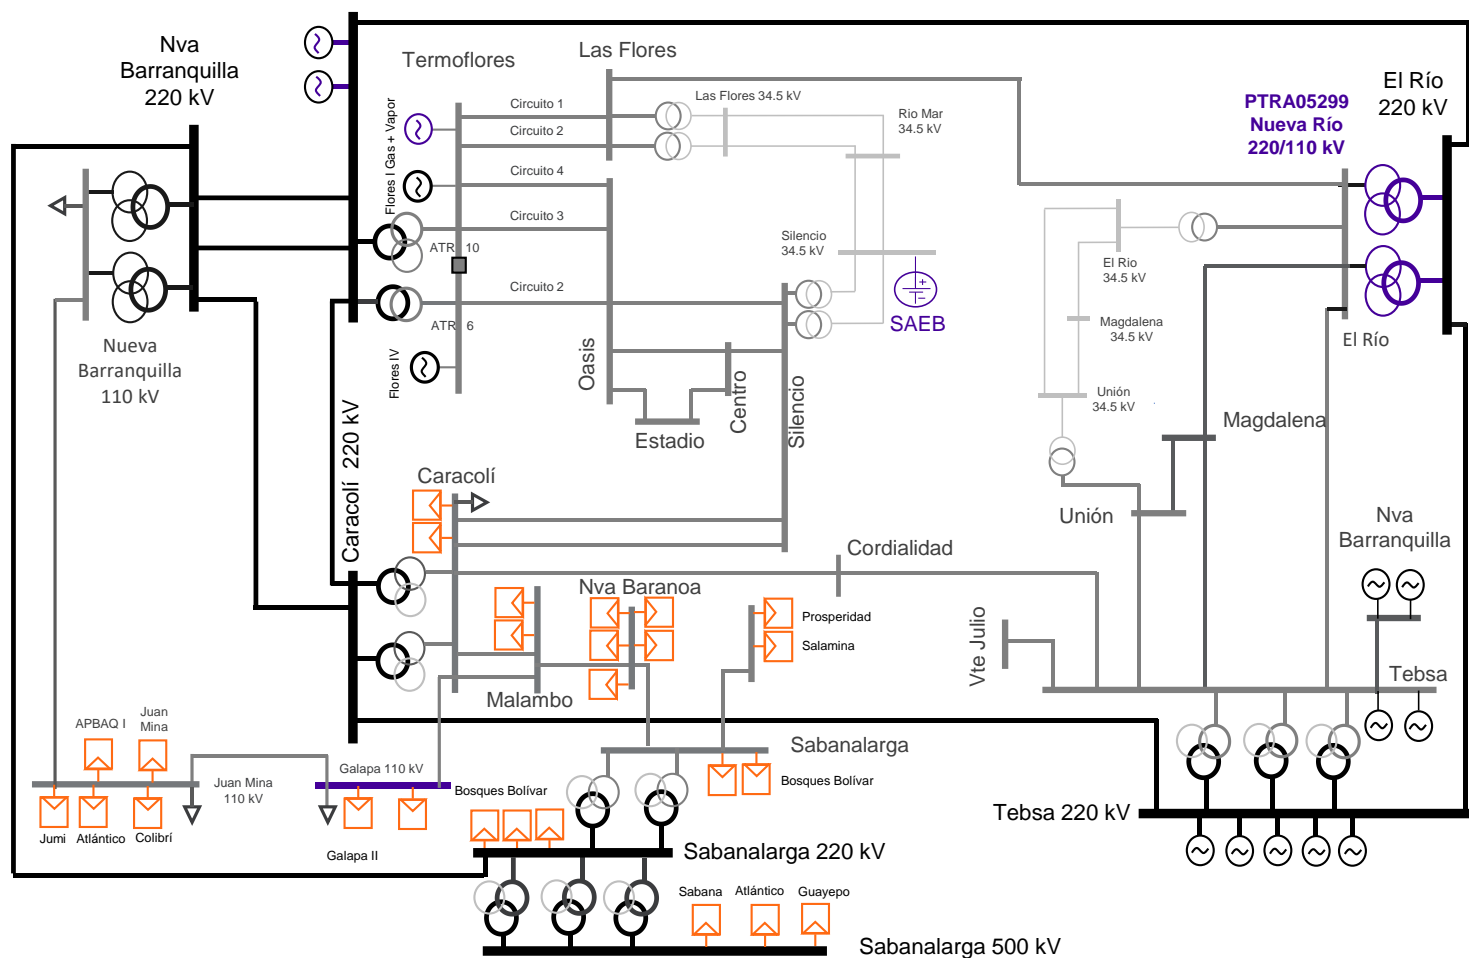 Nva
Barranquilla
220 kV
Termoflores
Las Flores
El Río
220 kV
PTRA05299
Nueva Río
220/110 kV
Las Flores 34.5 kV
Rio Mar
34.5 kV
Circuito 1
Circuito 2
Circuito 4
Circuito 3
Circuito 2
Flores I Gas + Vapor
ATR 10
ATR 6
Flores IV
Silencio
34.5 kV
SAEB
El Rio
34.5 kV
Magdalena
34.5 kV
Unión
34.5 kV
El Río
Nueva
Barranquilla
110 kV
Oasis
Centro
Silencio
Estadio
Magdalena
Caracolí 220 kV
Caracolí
Unión
Nva
Barranquilla
Cordialidad
Nva Baranoa
Prosperidad
Salamina
Vte Julio
Tebsa
Malambo
APBAQ I
Juan
Mina
Sabanalarga
Juan Mina
110 kV
Galapa 110 kV
Bosques Bolívar
Bosques Bolívar
Tebsa 220 kV
Jumi
Atlántico
Colibrí
Galapa II
Sabanalarga 220 kV
Sabana
Atlántico
Guayepo
Sabanalarga 500 kV